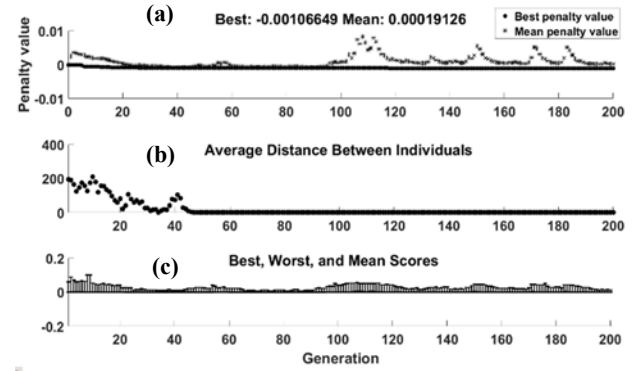 (a)
Best: -0.00106649 Mean: 0.00019126
Best penalty value
Mean penalty value
Penalty value
0.01
0
-0.01
0 20 40 60 80 100 120 140 160 180 200
(b)
Average Distance Between Individuals
400
200
0
20 40 60 80 100 120 140 160 180 200
(c)
Best, Worst, and Mean Scores
0.2
0
-0.2
20 40 60 80 100 120 140 160 180 200
Generation